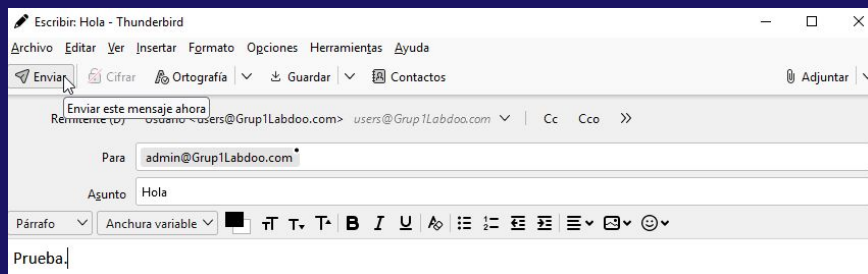 Escribir: Hola - Thunderbird
Archivo Editar Ver Insertar Formato Opciones Herramientas Ayuda
Enviar Cifrar Ortografía Guardar Contactos Adjuntar
Enviar este mensaje ahora
Remitente (D) Usuario <users@Grup1Labdoo.com> users@Grup1Labdoo.com Cc Cco
Para admin@Grup1Labdoo.com
Asunto Hola
Párrafo Anchura variable
Prueba.